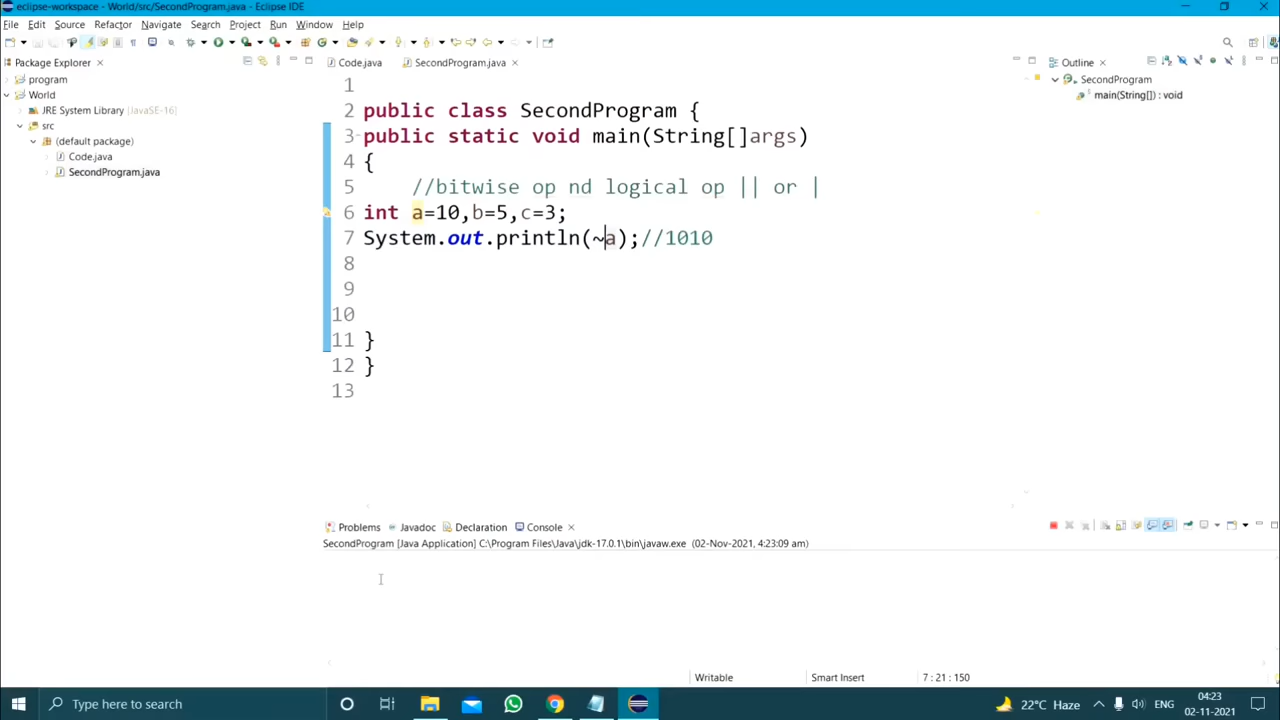 eclipse-workspace - World/src/SecondProgram.java - Eclipse IDE
File Edit Source Refactor Navigate Search Project Run Window Help
Package Explorer
program
World
JRE System Library [JavaSE-16]
src
(default package)
Code.java
SecondProgram.java
Code.java SecondProgram.java
1
2 public class SecondProgram {
3 public static void main(String[]args)
4 {
5 //bitwise op nd logical op || or |
6 int a=10,b=5,c=3;
7 System.out.println(~a);//1010
8
9
10
11 }
12 }
13
Outline
SecondProgram
main(String[]) : void
Problems Javadoc Declaration Console
SecondProgram [Java Application] C:\Program Files\Java\jdk-17.0.1\bin\javaw.exe (02-Nov-2021, 4:23:09 am)
Writable Smart Insert 7 : 21 : 150
Type here to search
22°C Haze
ENG
04:23
02-11-2021